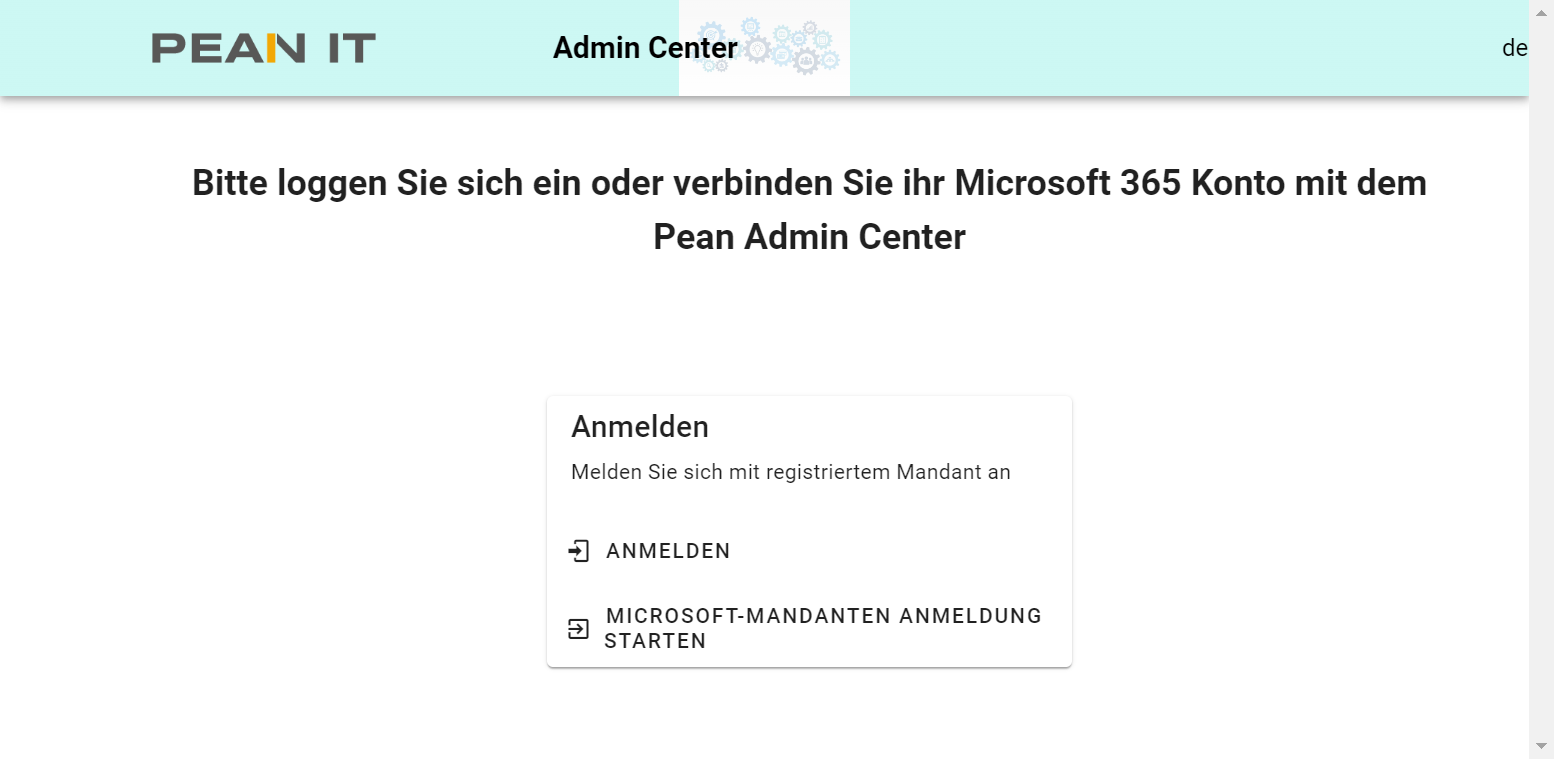 PEAN IT
Admin Center
de
Bitte loggen Sie sich ein oder verbinden Sie ihr Microsoft 365 Konto mit dem
Pean Admin Center
Anmelden
Melden Sie sich mit registriertem Mandant an
ANMELDEN
MICROSOFT-MANDANTEN ANMELDUNG
STARTEN